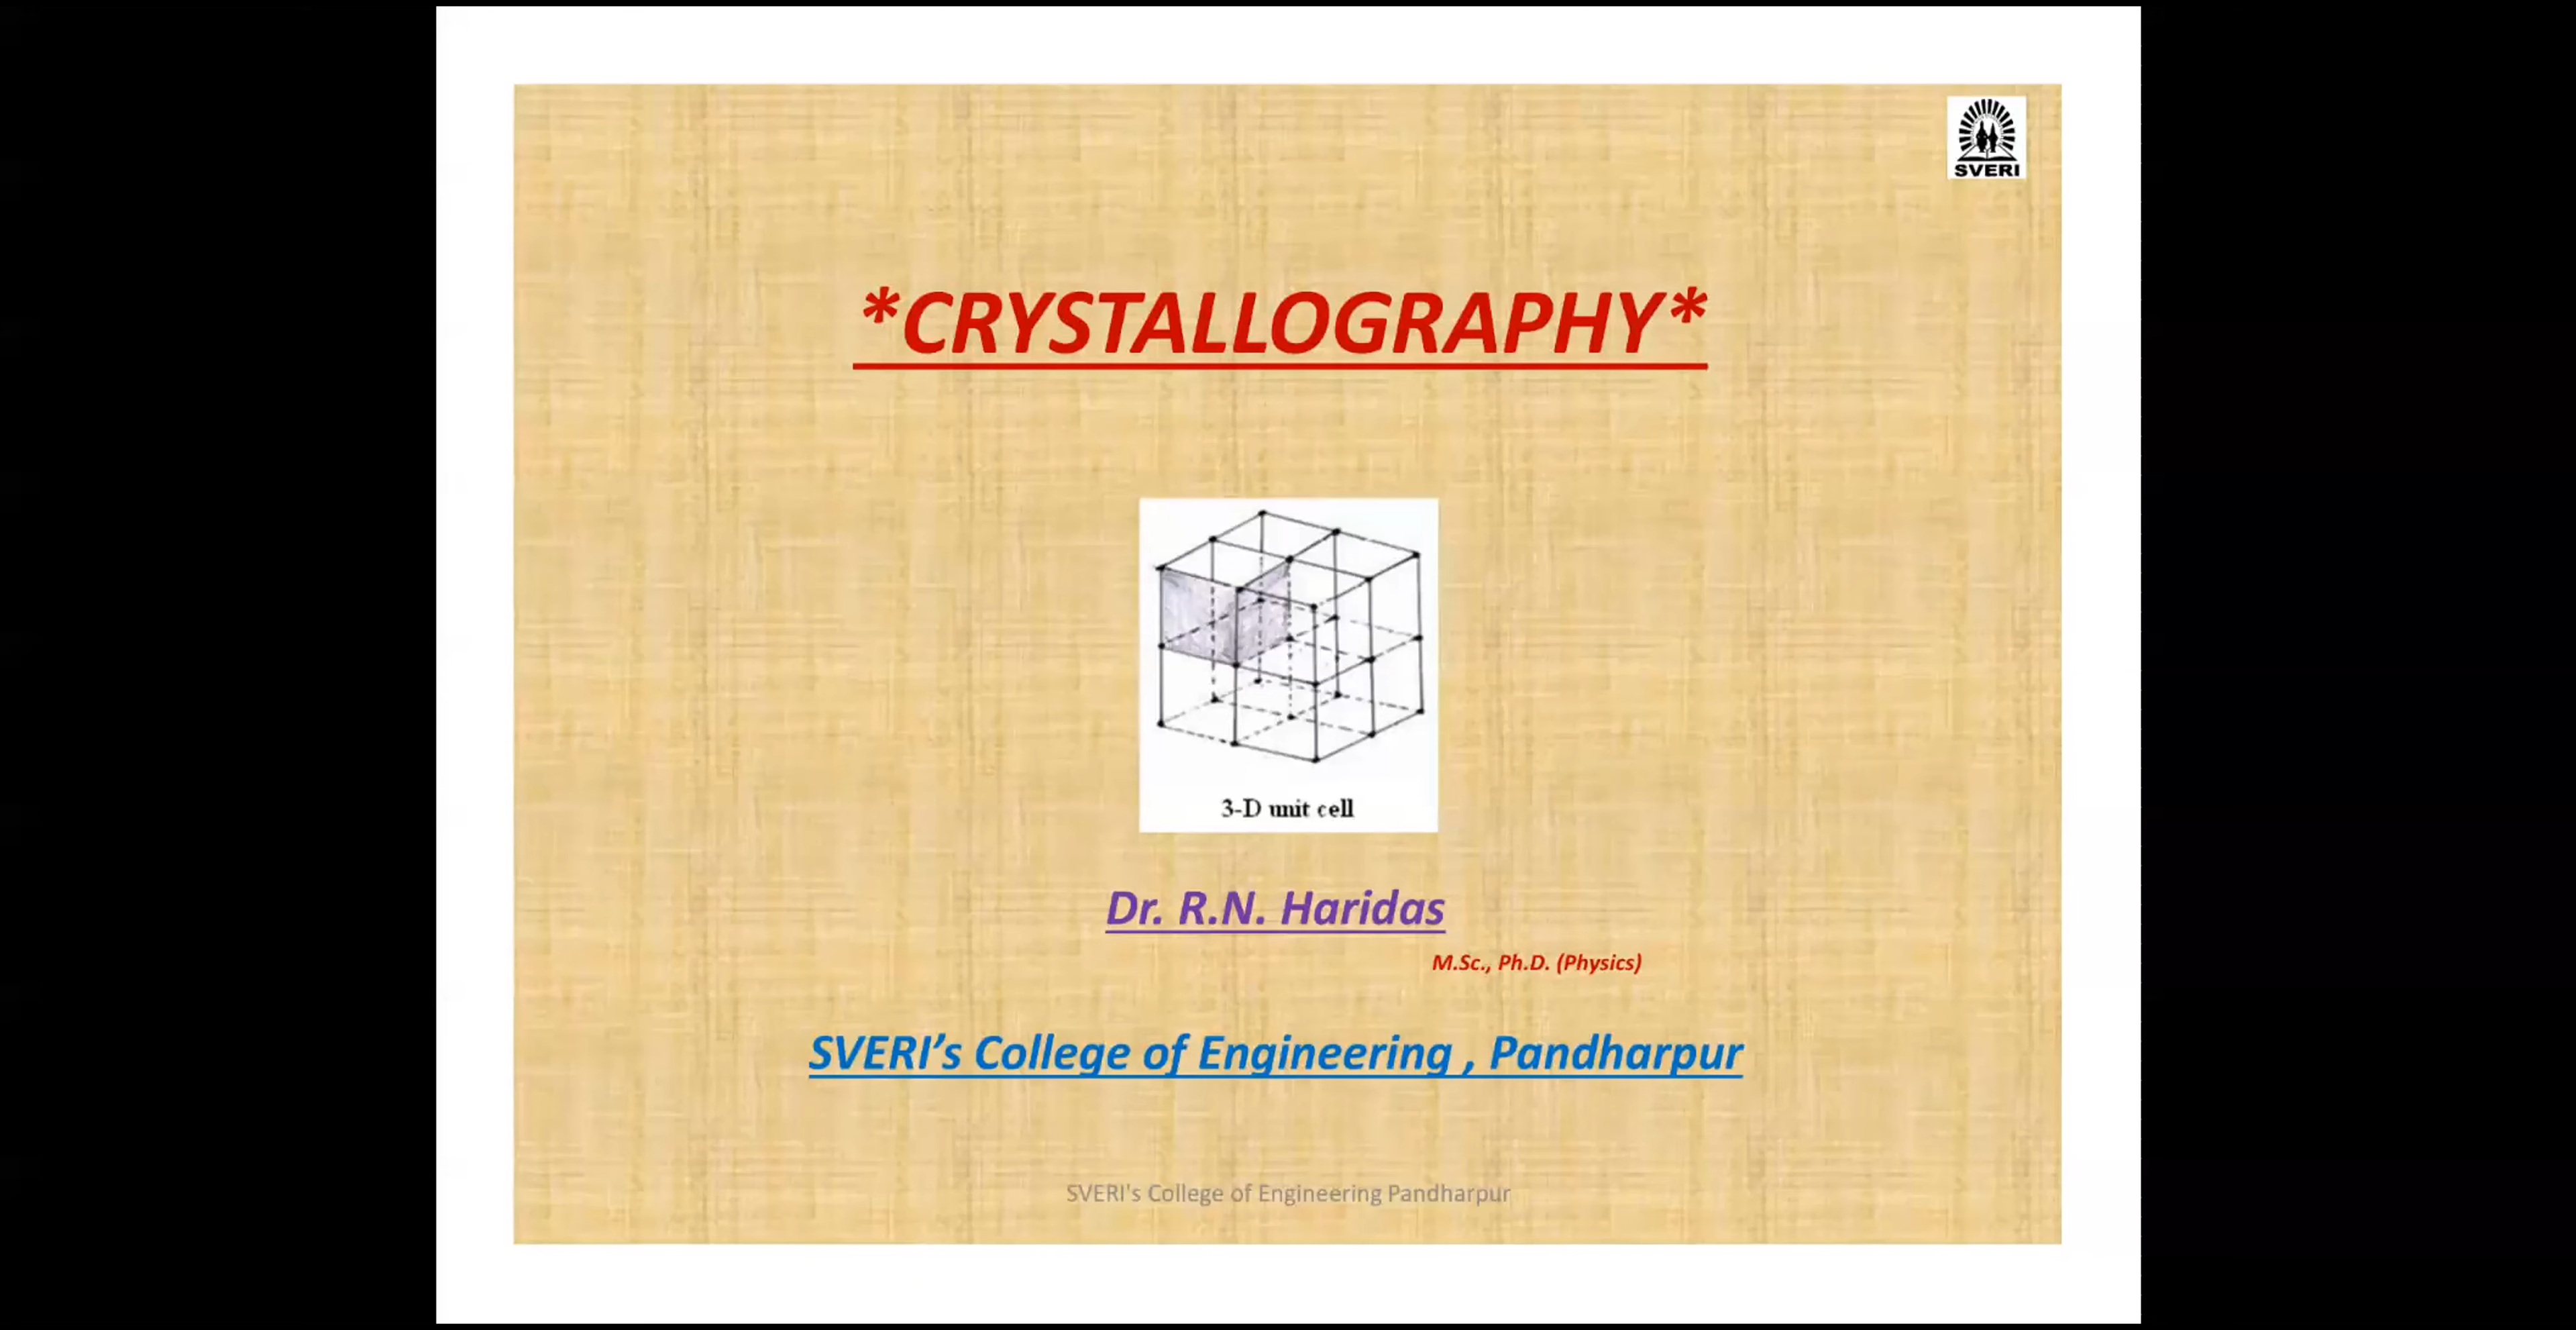 SVERI
*CRYSTALLOGRAPHY*
3-D unit cell
Dr. R.N. Haridas
M.Sc., Ph.D. (Physics)
SVERI’s College of Engineering , Pandharpur
SVERI's College of Engineering Pandharpur